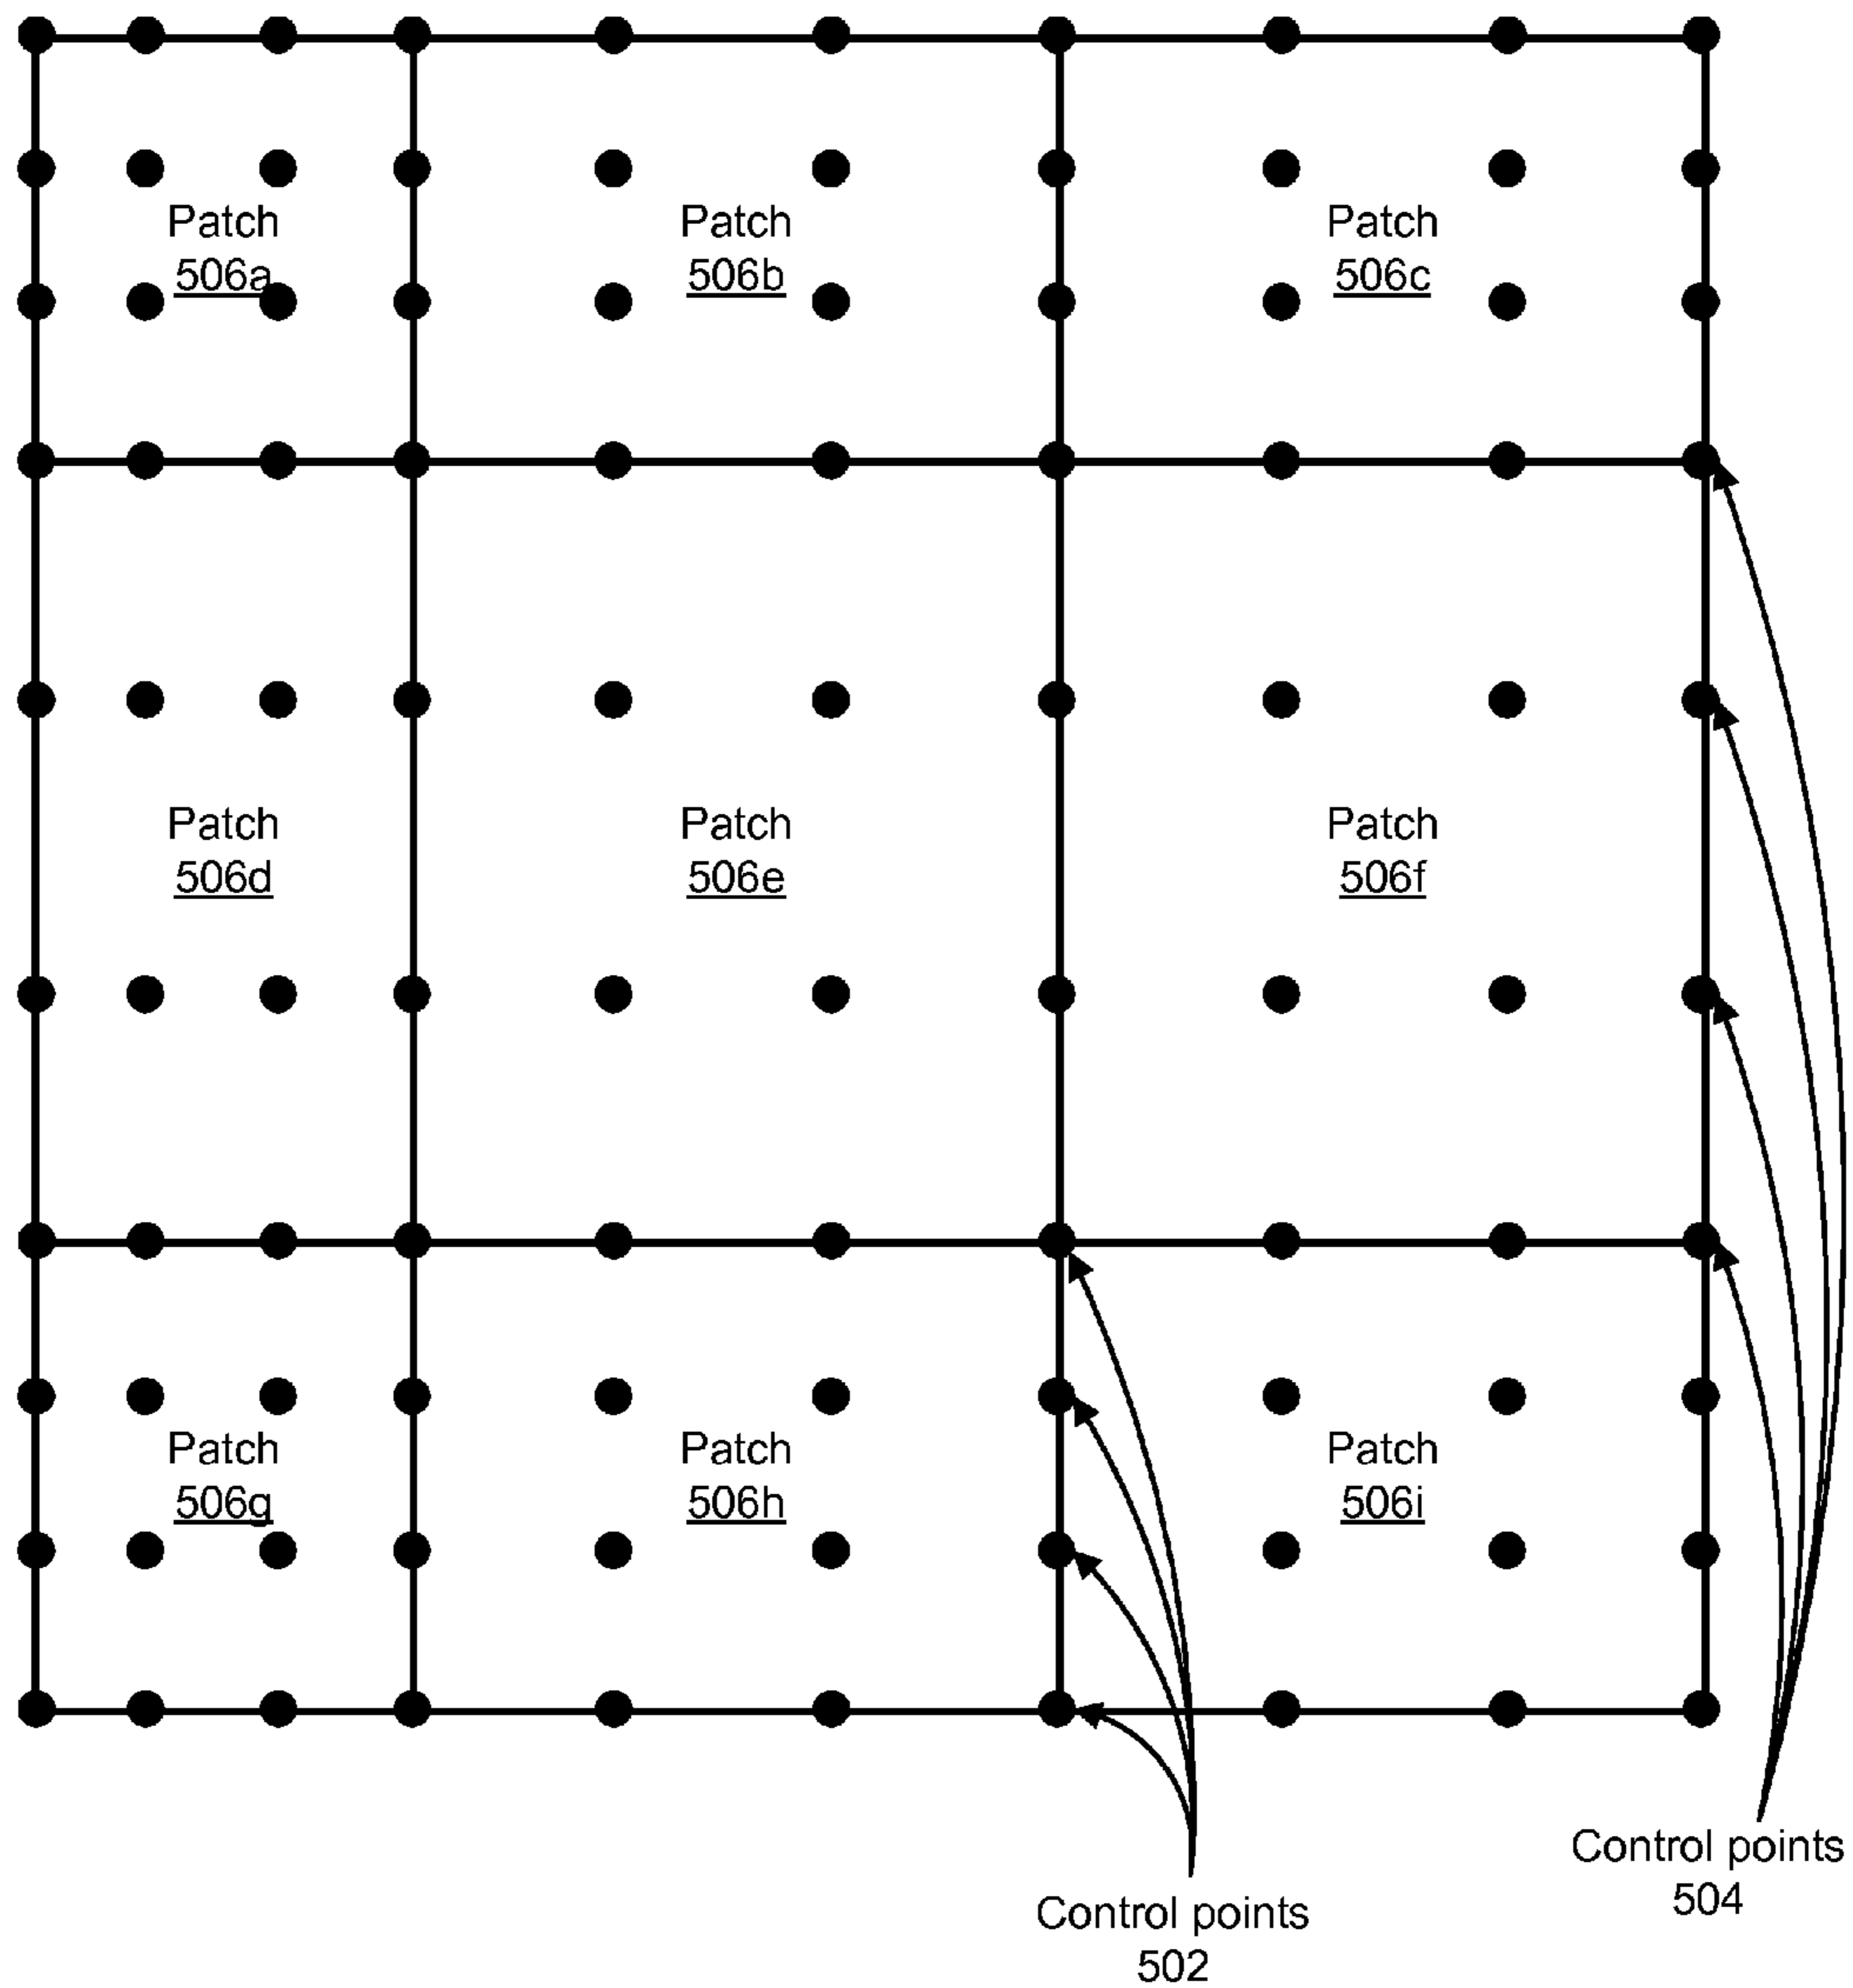 Patch
506a
Patch
506b
Patch
506c
Patch
506d
Patch
506e
Patch
506f
Patch
506g
Patch
506h
Patch
506i
Control points
504
Control points
502